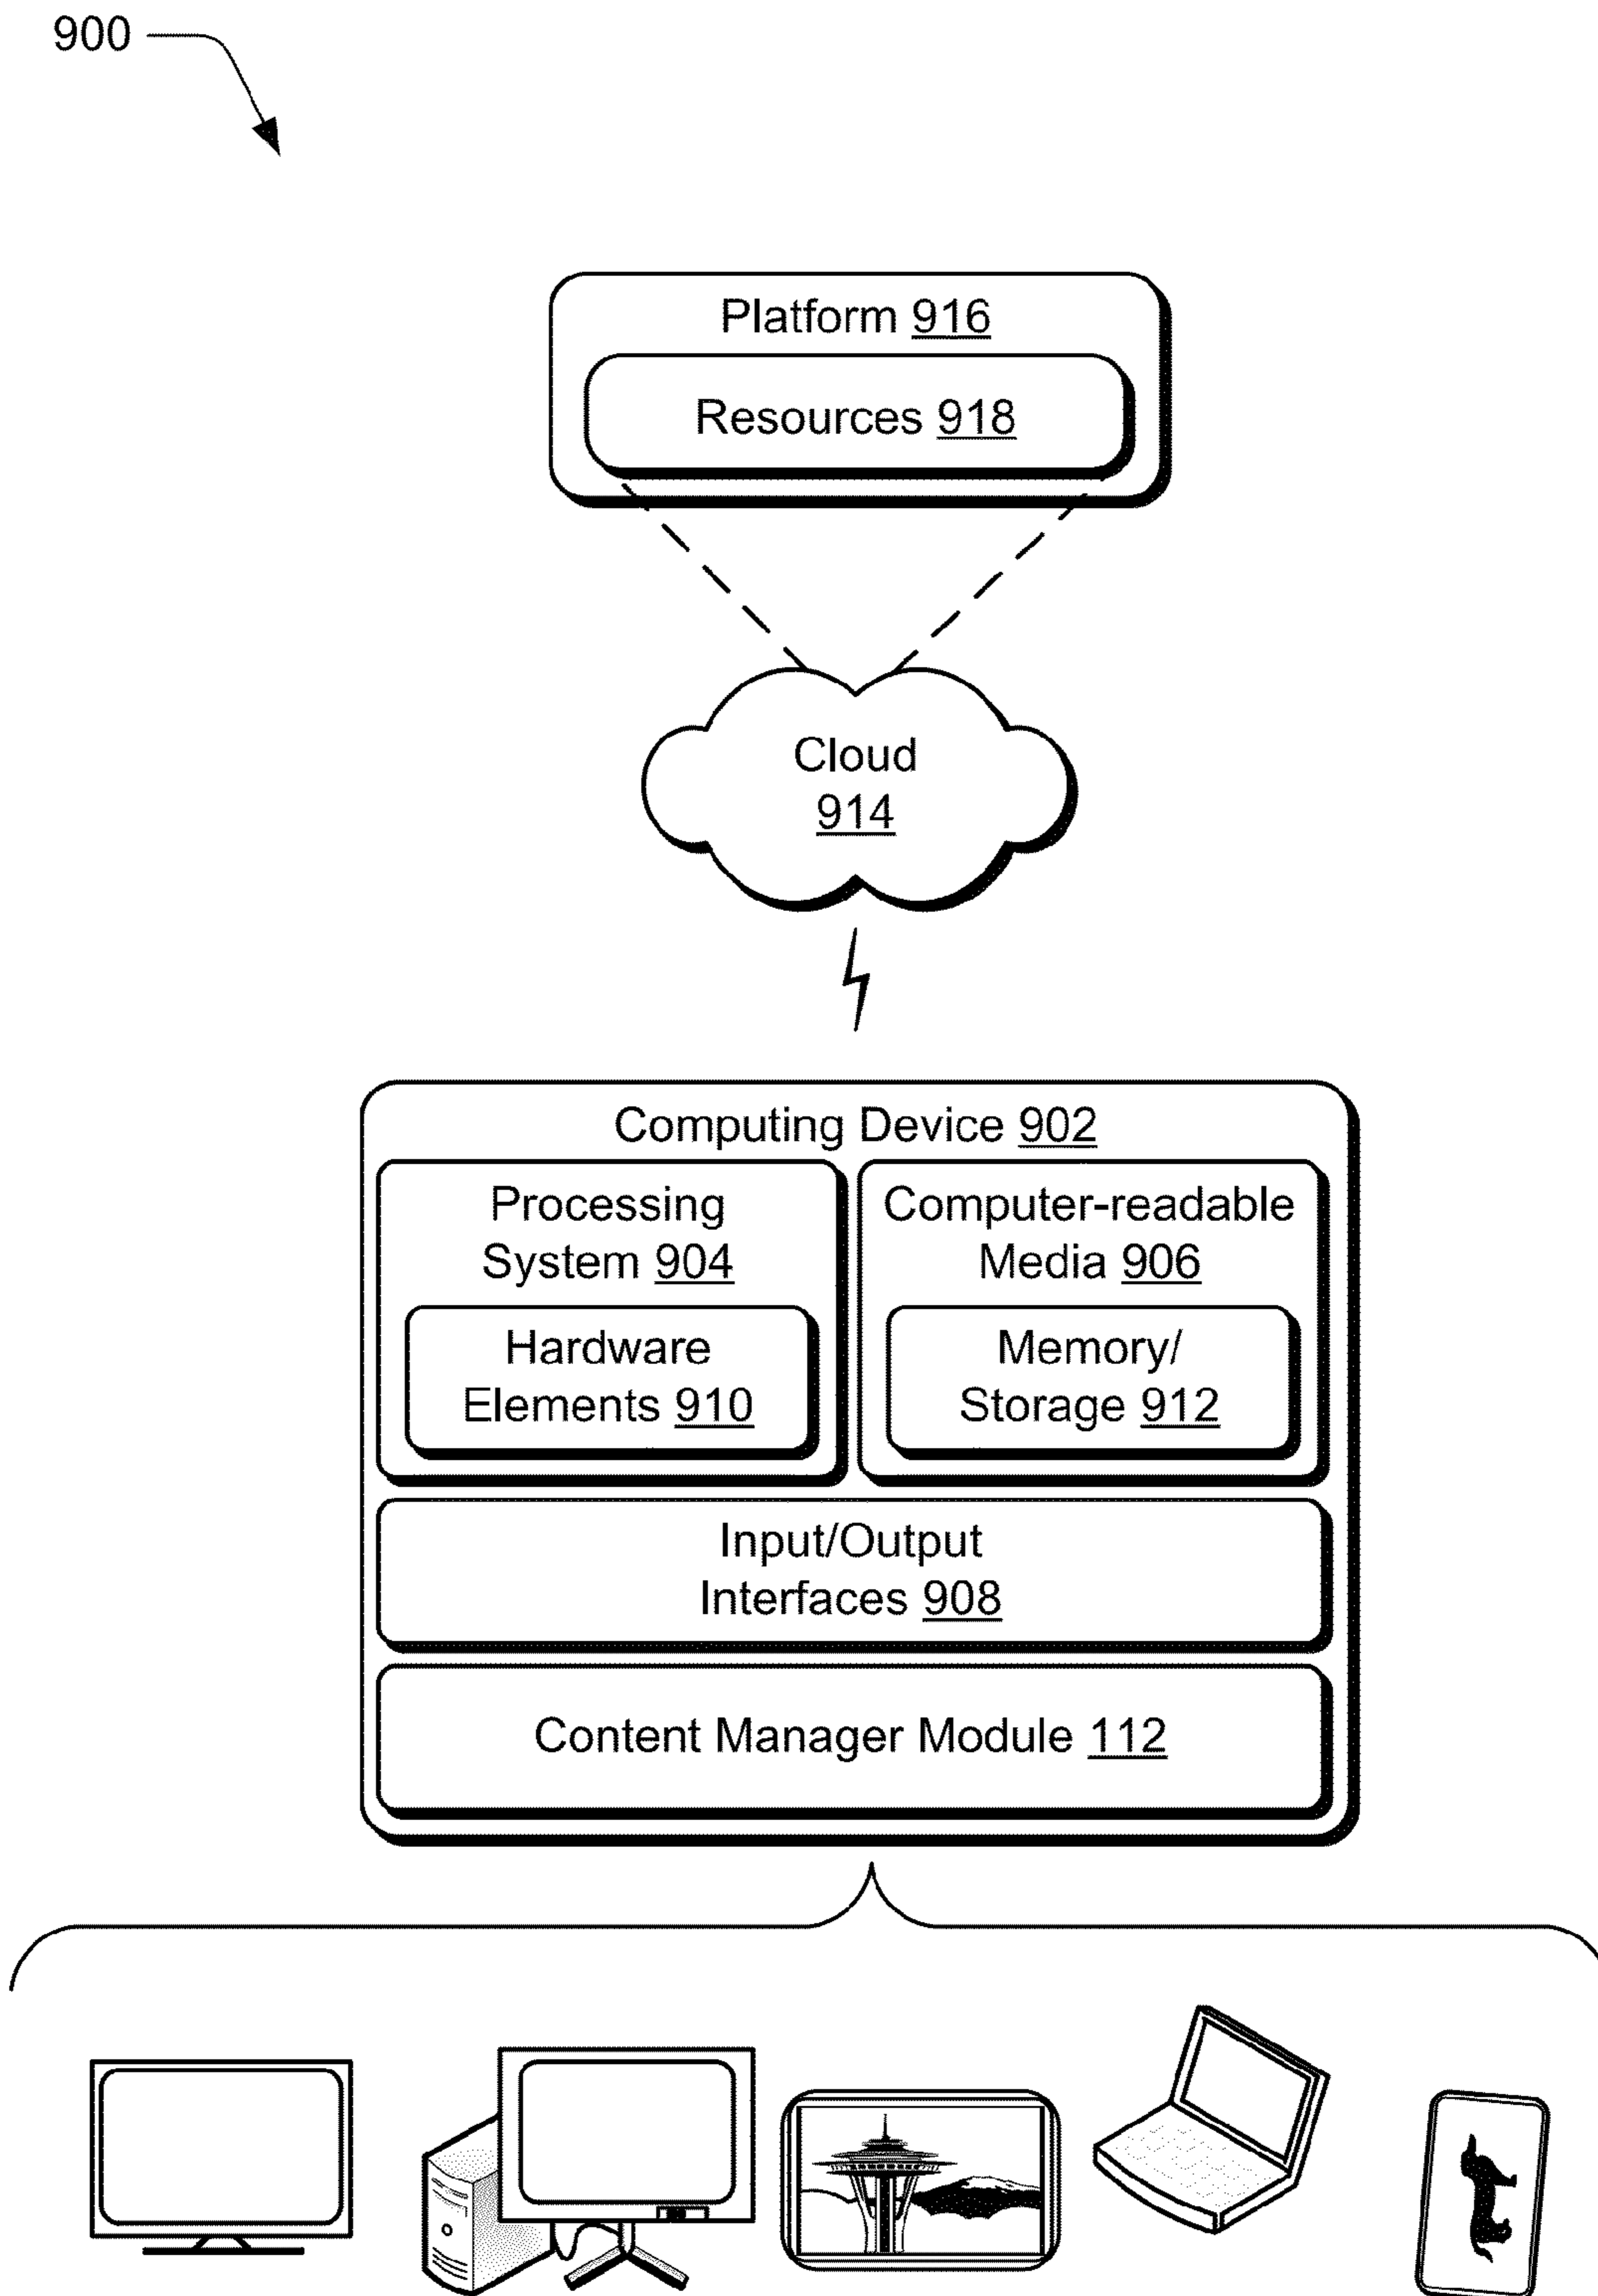 900
Platform 916
Resources 918
Cloud
914
Computing Device 902
Processing
System 904
Hardware
Elements 910
Computer-readable
Media 906
Memory/
Storage 912
Input/Output
Interfaces 908
Content Manager Module 112